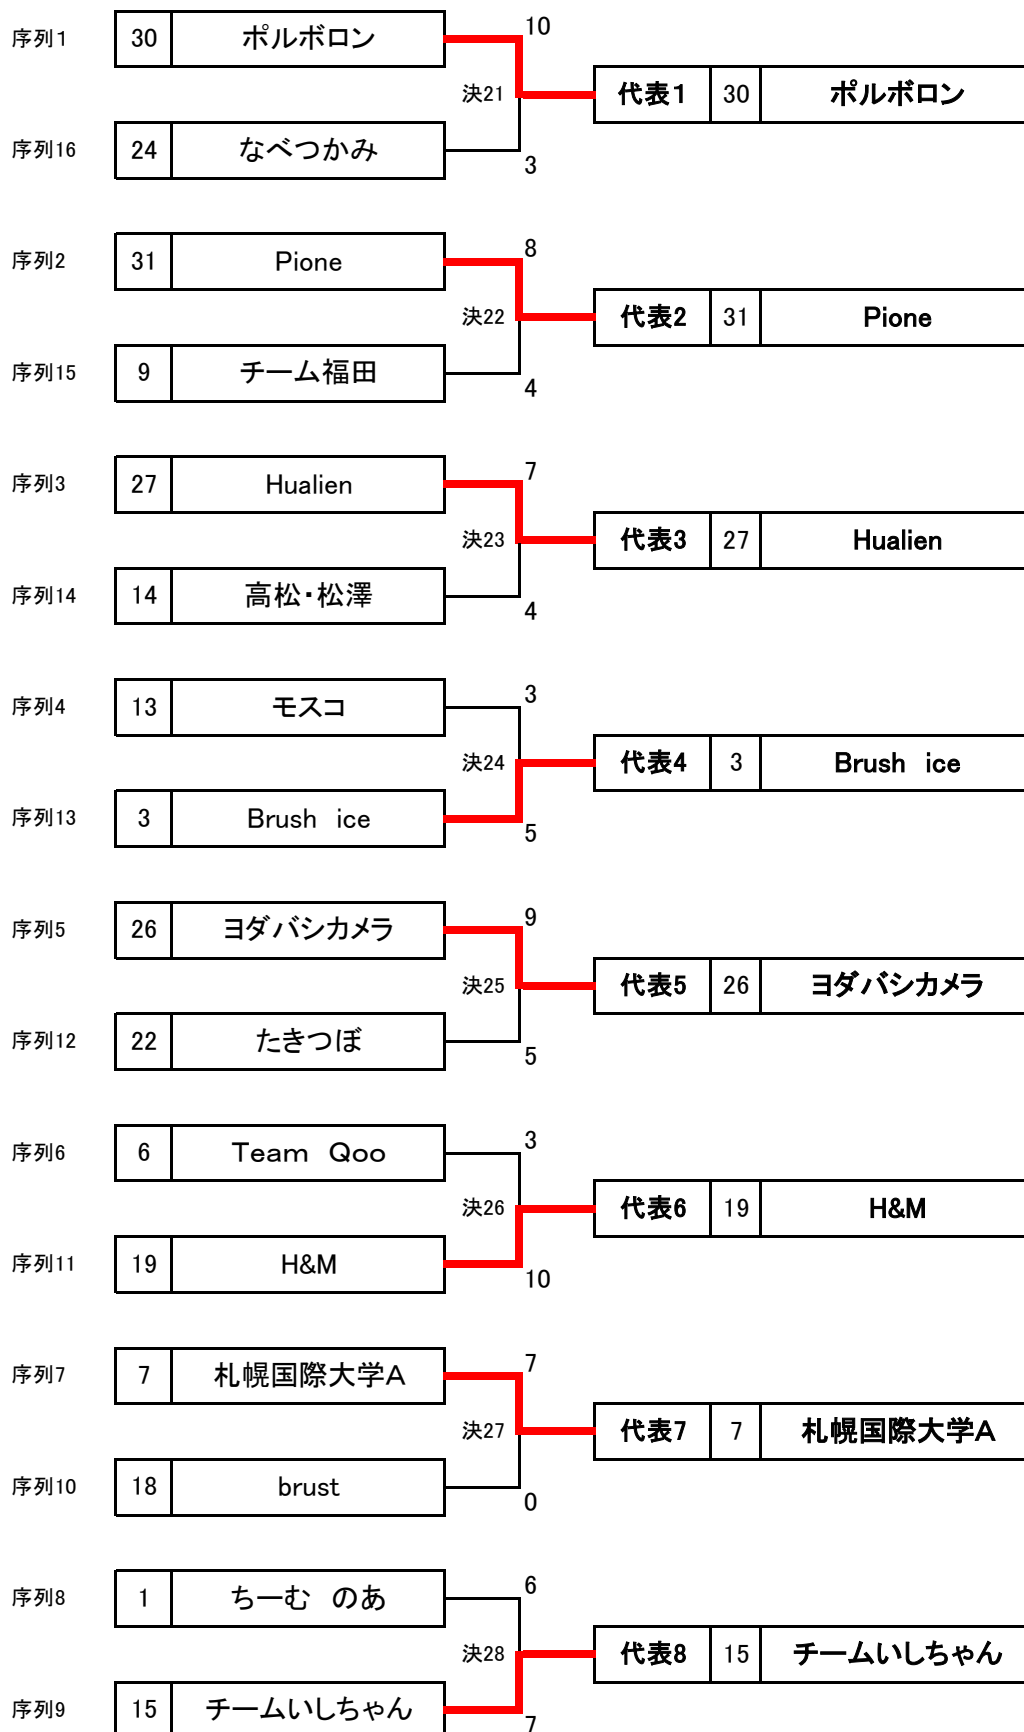 序列1 30 ポルボロン 10
決21 代表1 30 ポルボロン
序列16 24 なべつかみ 3
序列2 31 Pione 8
決22 代表2 31 Pione
序列15 9 チーム福田 4
序列3 27 Hualien 7
決23 代表3 27 Hualien
序列14 14 高松・松澤 4
序列4 13 モスコ 3
決24 代表4 3 Brush ice
序列13 3 Brush ice 5
序列5 26 ヨダバシカメラ 9
決25 代表5 26 ヨダバシカメラ
序列12 22 たきつぼ 5
序列6 6 Team Qoo 3
決26 代表6 19 H&M
序列11 19 H&M 10
序列7 7 札幌国際大学A 7
決27 代表7 7 札幌国際大学A
序列10 18 brust 0
序列8 1 ちーむ のあ 6
決28 代表8 15 チームいしちゃん
序列9 15 チームいしちゃん 7